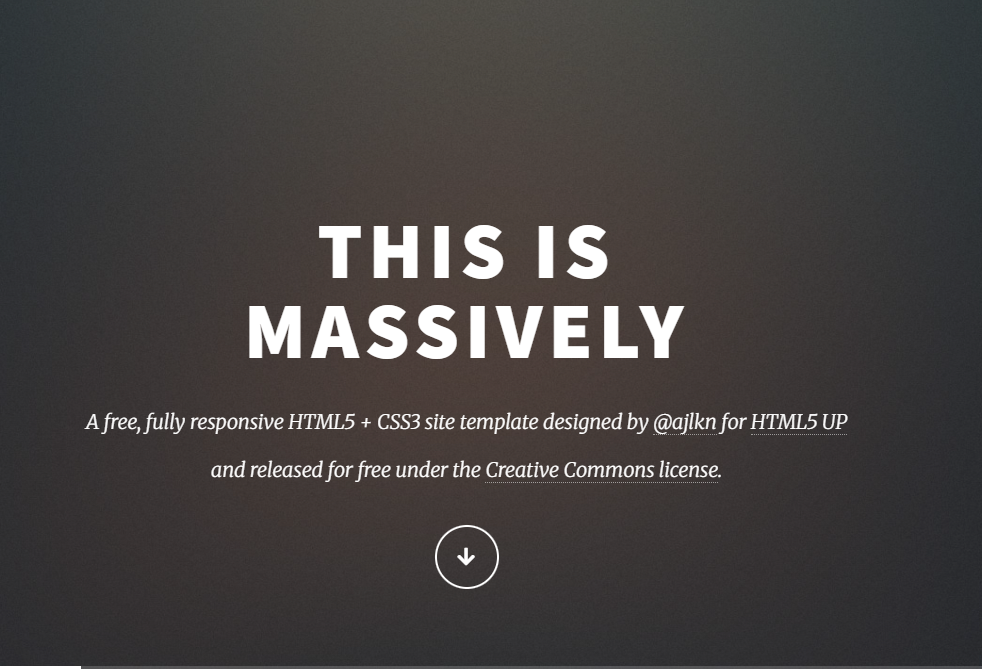 THIS IS
MASSIVELY
A free, fully responsive HTML5 + CSS3 site template designed by @ajlkn for HTML5 UP
and released for free under the Creative Commons license.